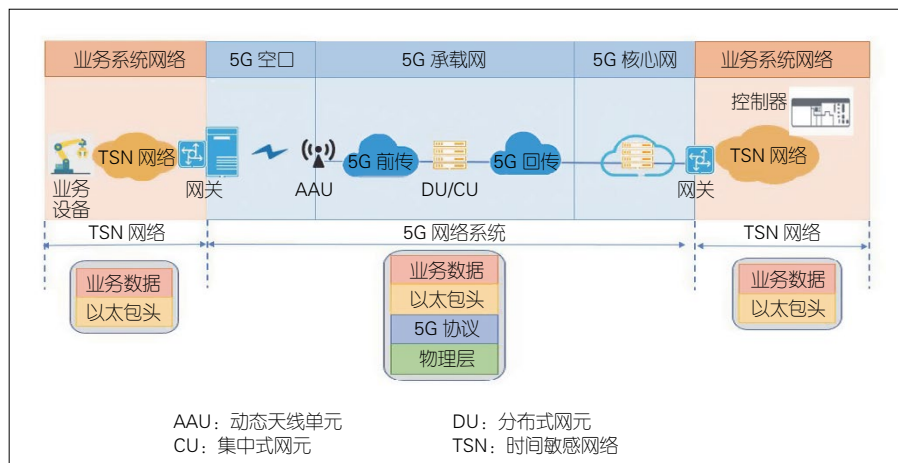 业务系统网络 5G 空口 5G 承载网 5G 核心网 业务系统网络
控制器
TSN 网络 5G 前传 5G 回传 TSN 网络
业务设备 网关 AAU DU/CU 网关
TSN 网络 5G 网络系统 TSN 网络
业务数据
以太包头
业务数据
以太包头
5G 协议
物理层
业务数据
以太包头
AAU：动态天线单元 DU：分布式网元
CU：集中式网元 TSN：时间敏感网络